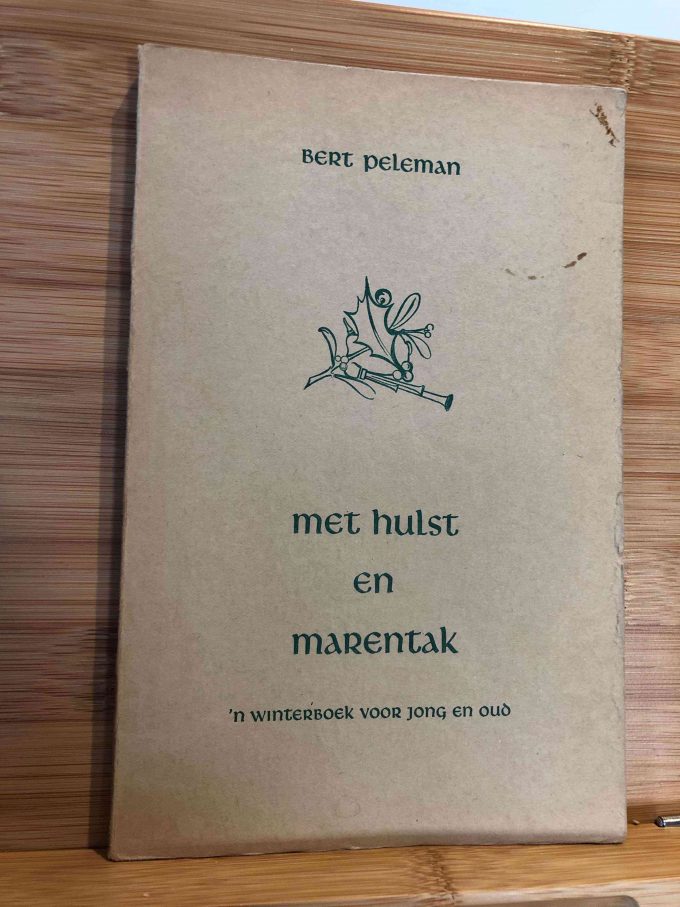 Bert Peleman
met hulst
en
marentak
'n winterboek voor jong en oud